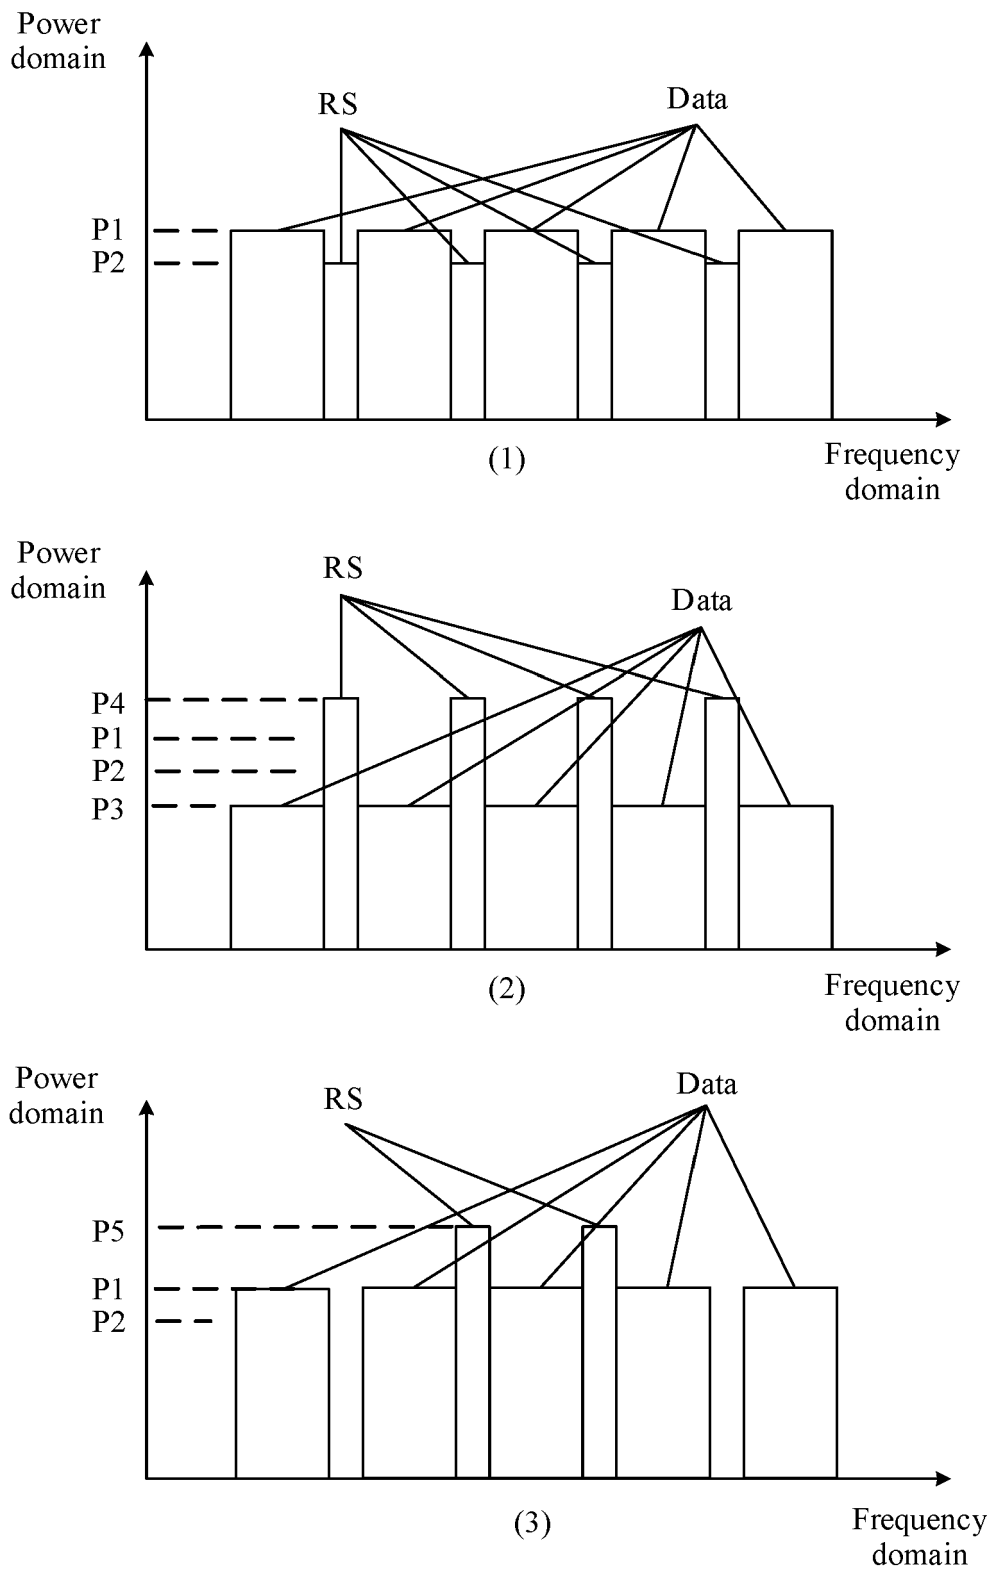 Power
domain
RS
Data
P1
P2
(1)
Frequency
domain
Power
domain
RS
Data
P4
P1
P2
P3
(2)
Frequency
domain
Power
domain
RS
Data
P5
P1
P2
(3)
Frequency
domain